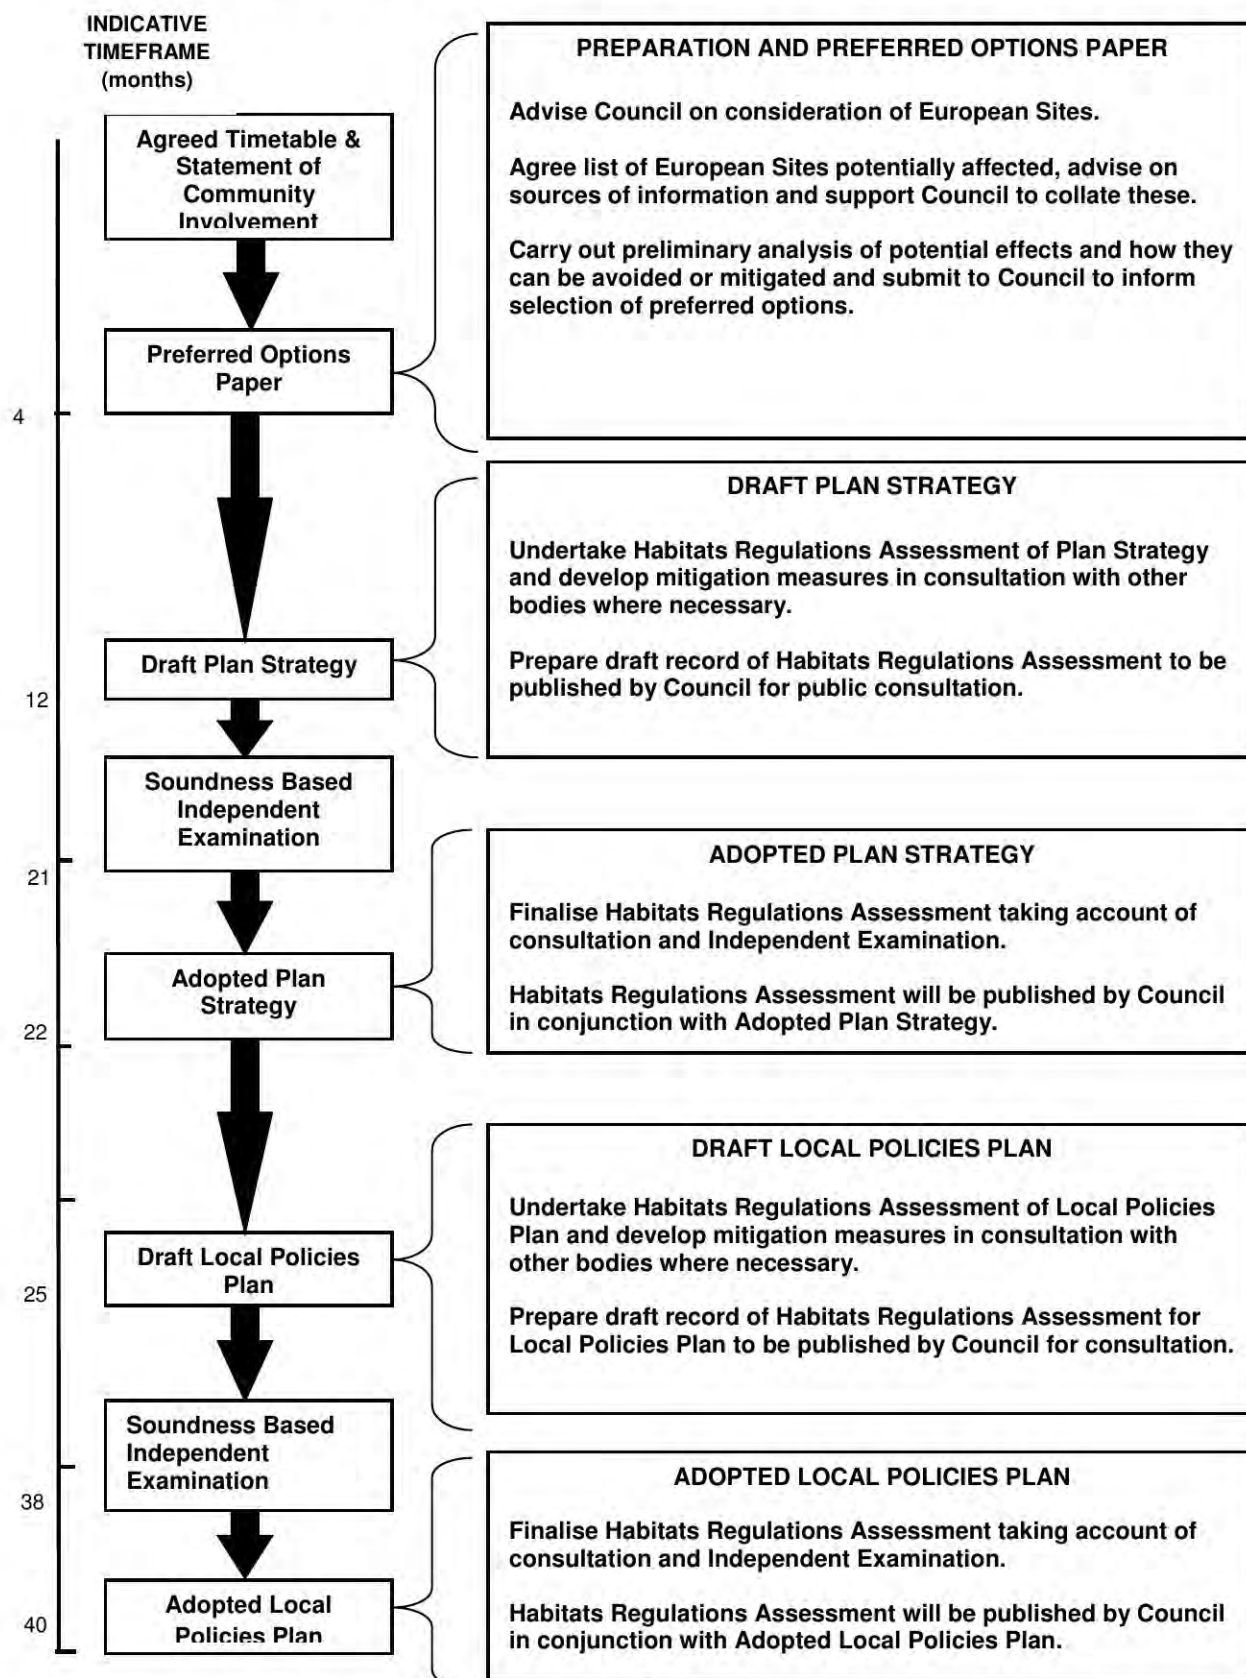 INDICATIVE
TIMEFRAME
(months)
Agreed Timetable &
Statement of
Community
Involvement
Preferred Options
Paper
4
Draft Plan Strategy
12
Soundness Based
Independent
Examination
21
Adopted Plan
Strategy
22
Draft Local Policies
Plan
25
Soundness Based
Independent
Examination
38
Adopted Local
Policies Plan
40
PREPARATION AND PREFERRED OPTIONS PAPER
Advise Council on consideration of European Sites.
Agree list of European Sites potentially affected, advise on
sources of information and support Council to collate these.
Carry out preliminary analysis of potential effects and how they
can be avoided or mitigated and submit to Council to inform
selection of preferred options.
DRAFT PLAN STRATEGY
Undertake Habitats Regulations Assessment of Plan Strategy
and develop mitigation measures in consultation with other
bodies where necessary.
Prepare draft record of Habitats Regulations Assessment to be
published by Council for public consultation.
ADOPTED PLAN STRATEGY
Finalise Habitats Regulations Assessment taking account of
consultation and Independent Examination.
Habitats Regulations Assessment will be published by Council
in conjunction with Adopted Plan Strategy.
DRAFT LOCAL POLICIES PLAN
Undertake Habitats Regulations Assessment of Local Policies
Plan and develop mitigation measures in consultation with
other bodies where necessary.
Prepare draft record of Habitats Regulations Assessment for
Local Policies Plan to be published by Council for consultation.
ADOPTED LOCAL POLICIES PLAN
Finalise Habitats Regulations Assessment taking account of
consultation and Independent Examination.
Habitats Regulations Assessment will be published by Council
in conjunction with Adopted Local Policies Plan.